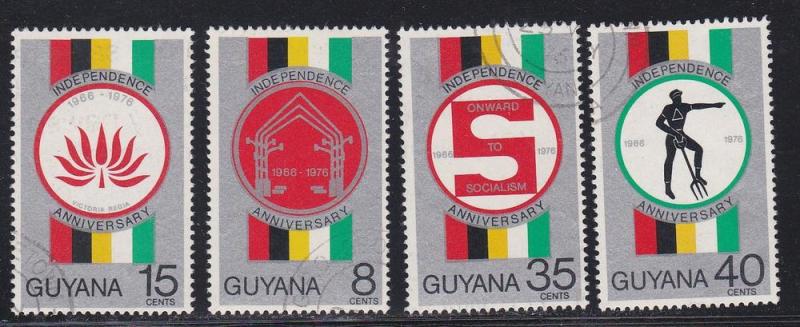 INDEPENDENCE
1966 - 1976
VICTORIA REGIA
ANNIVERSARY
GUYANA 15
CENTS
INDEPENDENCE
1966 - 1976
ANNIVERSARY
GUYANA 8
CENTS
INDEPENDENCE
ONWARD
1966 TO 1976
SOCIALISM
ANNIVERSARY
GUYANA 35
CENTS
INDEPENDENCE
1966 1976
ANNIVERSARY
GUYANA 40
CENTS